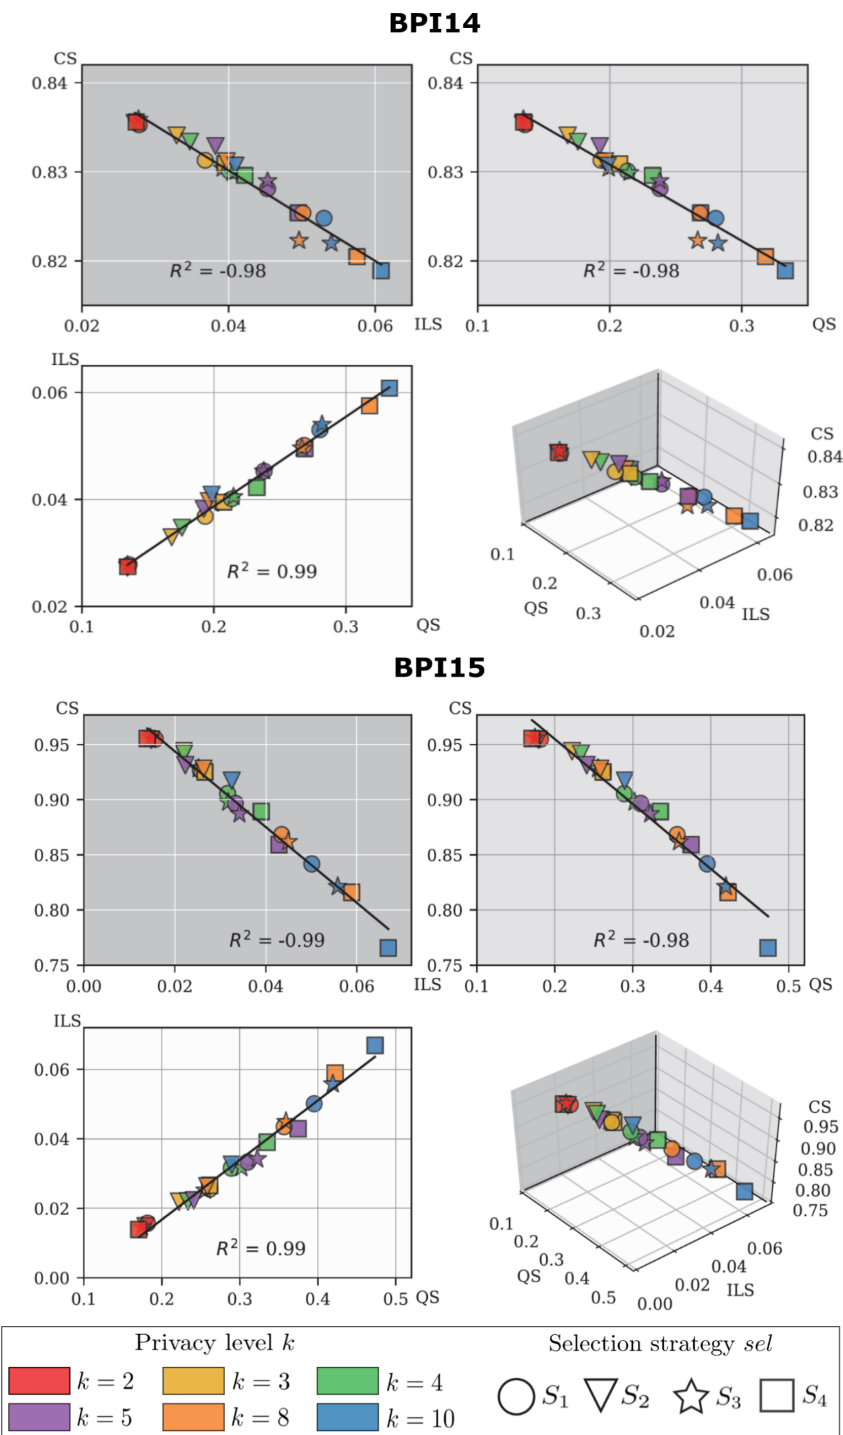 BPI14
CS
CS
0.84
0.84
0.83
0.83
0.82
0.82
R² = -0.98
R² = -0.98
0.02
0.04
0.06
ILS
0.1
0.2
0.3
QS
ILS
0.06
0.04
0.02
R² = 0.99
0.1
0.2
0.3
QS
CS
0.84
0.83
0.82
0.1
0.2
QS
0.3
0.06
0.04
ILS
0.02
BPI15
CS
CS
0.95
0.95
0.90
0.90
0.85
0.85
0.80
0.80
0.75
0.75
R² = -0.99
R² = -0.98
0.00
0.02
0.04
0.06
ILS
0.1
0.2
0.3
0.4
0.5
QS
ILS
0.06
0.04
0.02
0.00
R² = 0.99
0.1
0.2
0.3
0.4
0.5
QS
CS
0.95
0.90
0.85
0.80
0.75
0.1
0.2
0.3
QS
0.4
0.5
0.06
0.04
ILS
0.02
0.00
Privacy level k
k = 2
k = 3
k = 4
k = 5
k = 8
k = 10
Selection strategy sel
S₁
S₂
S₃
S₄